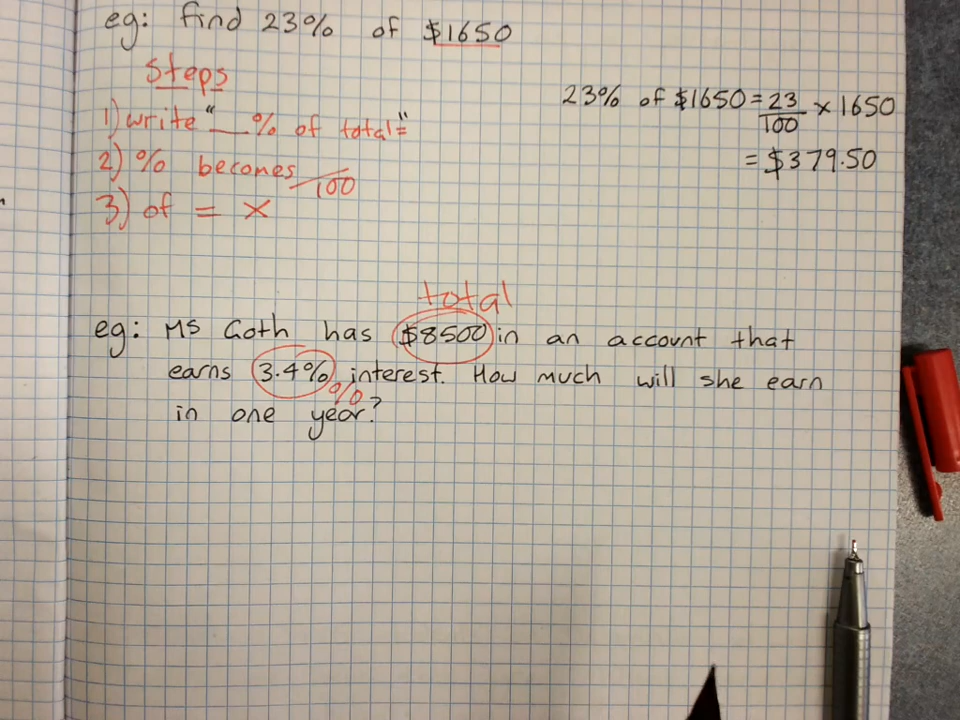 eg: find 23% of $1650
Steps
1) write "__% of total="
2) % becomes /100
3) of = ×
23% of $1650 = 23/100 × 1650
= $379.50
total
eg: Ms Goth has $8500 in an account that
earns 3.4% interest. How much will she earn
%
in one year?